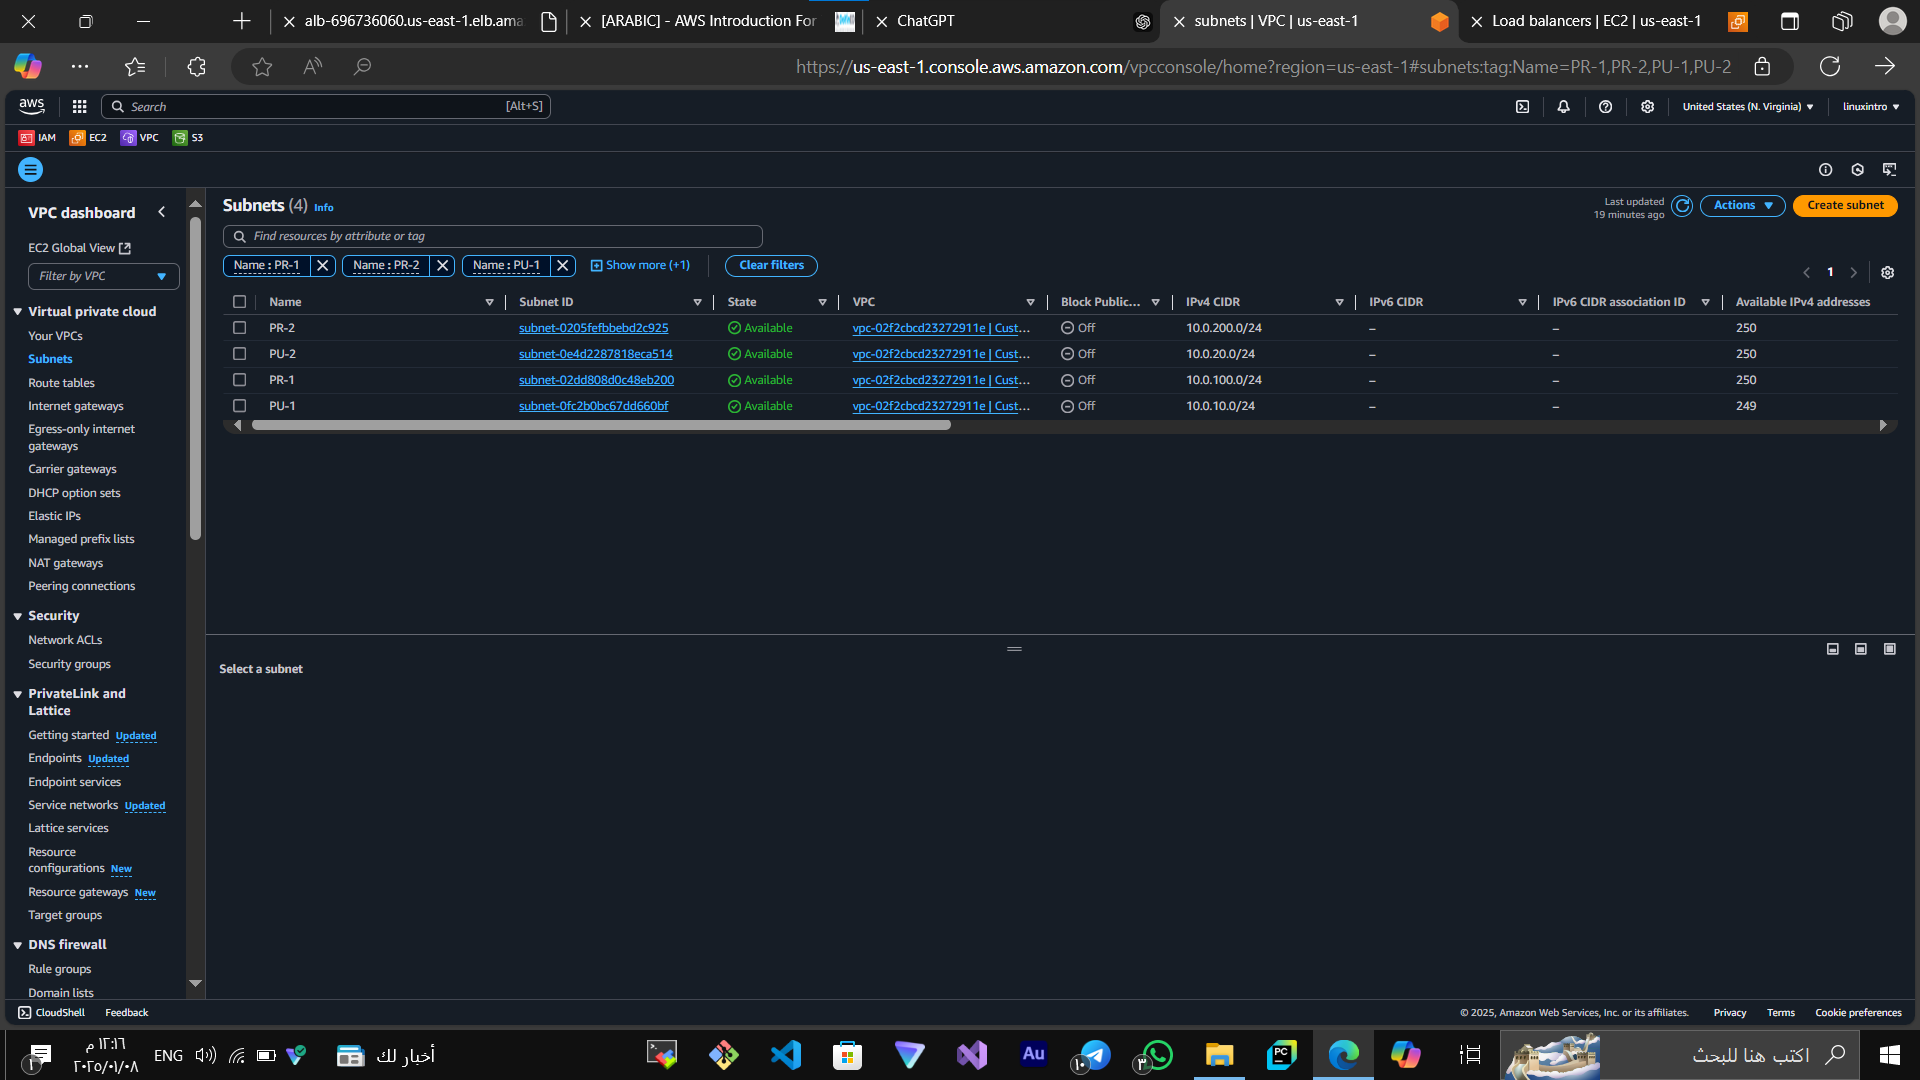 alb-696736060.us-east-1.elb.ama
[ARABIC] - AWS Introduction For
ChatGPT
subnets | VPC | us-east-1
Load balancers | EC2 | us-east-1
https://us-east-1.console.aws.amazon.com/vpcconsole/home?region=us-east-1#subnets:tag:Name=PR-1,PR-2,PU-1,PU-2
aws
Search
[Alt+S]
United States (N. Virginia)
linuxintro
IAM
EC2
VPC
S3
VPC dashboard
EC2 Global View
Filter by VPC
Virtual private cloud
Your VPCs
Subnets
Route tables
Internet gateways
Egress-only internet
gateways
Carrier gateways
DHCP option sets
Elastic IPs
Managed prefix lists
NAT gateways
Peering connections
Security
Network ACLs
Security groups
PrivateLink and
Lattice
Getting started Updated
Endpoints Updated
Endpoint services
Service networks Updated
Lattice services
Resource
configurations New
Resource gateways New
Target groups
DNS firewall
Rule groups
Domain lists
Subnets (4) Info
Last updated
19 minutes ago
Actions
Create subnet
Find resources by attribute or tag
Name : PR-1
Name : PR-2
Name : PU-1
Show more (+1)
Clear filters
1
Name Subnet ID State VPC Block Public... IPv4 CIDR IPv6 CIDR IPv6 CIDR association ID Available IPv4 addresses
PR-2 subnet-0205fefbbebd2c925 Available vpc-02f2cbcd23272911e | Cust... Off 10.0.200.0/24 – – 250
PU-2 subnet-0e4d2287818eca514 Available vpc-02f2cbcd23272911e | Cust... Off 10.0.20.0/24 – – 250
PR-1 subnet-02dd808d0c48eb200 Available vpc-02f2cbcd23272911e | Cust... Off 10.0.100.0/24 – – 250
PU-1 subnet-0fc2b0bc67dd660bf Available vpc-02f2cbcd23272911e | Cust... Off 10.0.10.0/24 – – 249
Select a subnet
CloudShell
Feedback
© 2025, Amazon Web Services, Inc. or its affiliates.
Privacy
Terms
Cookie preferences
١
١٢:١٦ م
٢٠٢٥/٠١/٠٨
ENG
أخبار لك
Au
١٠
٣
PC
اكتب هنا للبحث